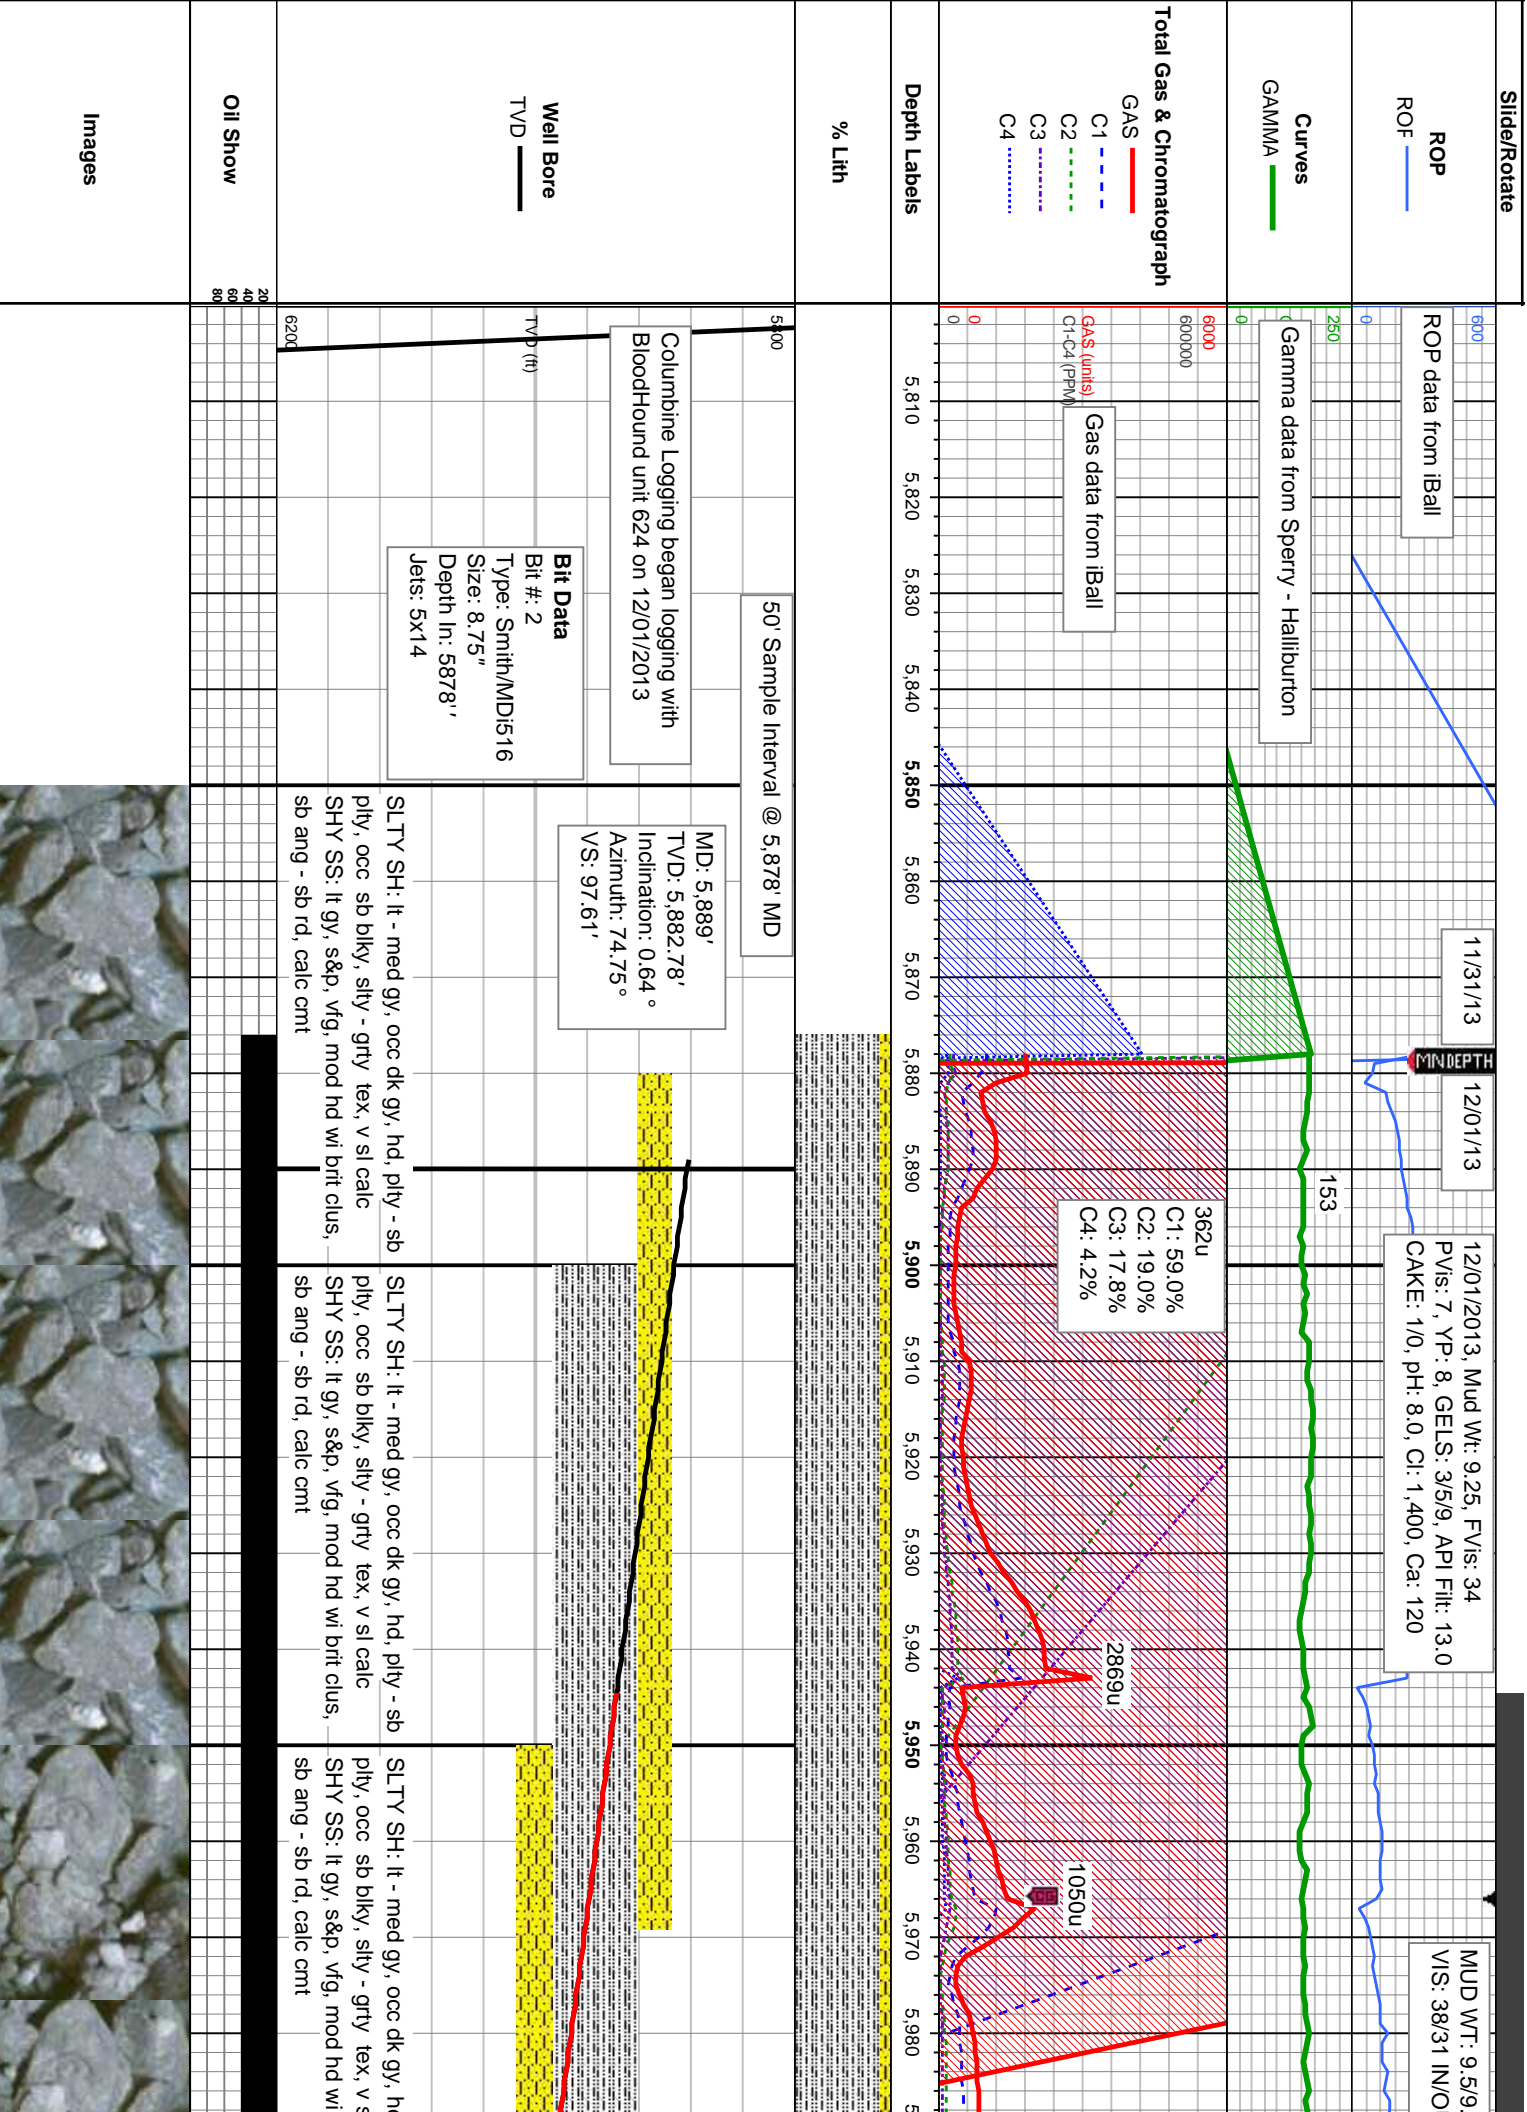 Slide/Rotate
ROP
ROF
Curves
GAMMA
Total Gas & Chromatograph
GAS
C1
C2
C3
C4
Depth Labels
% Lith
Well Bore
TVD
Oil Show
Images
600
0
ROP data from iBall
11/31/13
MNDEPTH
12/01/13
12/01/2013, Mud Wt: 9.25, FVis: 34
PVis: 7, YP: 8, GELS: 3/5/9, API Filt: 13.0
CAKE: 1/0, pH: 8.0, Cl: 1,400, Ca: 120
MUD WT: 9.5/9.
VIS: 38/31 IN/O
250
0
Gamma data from Sperry - Halliburton
153
6000
600000
GAS (units)
C1-C4 (PPM)
0
0
Gas data from iBall
362u
C1: 59.0%
C2: 19.0%
C3: 17.8%
C4: 4.2%
2869u
1050u
CG
5,810
5,820
5,830
5,840
5,850
5,860
5,870
5,880
5,890
5,900
5,910
5,920
5,930
5,940
5,950
5,960
5,970
5,980
5800
TVD (ft)
6200
50' Sample Interval @ 5,878' MD
Columbine Logging began logging with
BloodHound unit 624 on 12/01/2013
Bit Data
Bit #: 2
Type: Smith/MDi516
Size: 8.75"
Depth In: 5878''
Jets: 5x14
MD: 5,889'
TVD: 5,882.78'
Inclination: 0.64 °
Azimuth: 74.75°
VS: 97.61'
SLTY SH: lt - med gy, occ dk gy, hd, plty - sb
plty, occ sb blky, slty - grty tex, v sl calc
SHY SS: lt gy, s&p, vfg, mod hd wi brit clus,
sb ang - sb rd, calc cmt
SLTY SH: lt - med gy, occ dk gy, hd, plty - sb
plty, occ sb blky, slty - grty tex, v sl calc
SHY SS: lt gy, s&p, vfg, mod hd wi brit clus,
sb ang - sb rd, calc cmt
SLTY SH: lt - med gy, occ dk gy, h
plty, occ sb blky, slty - grty tex, v s
SHY SS: lt gy, s&p, vfg, mod hd wi
sb ang - sb rd, calc cmt
20
40
60
80